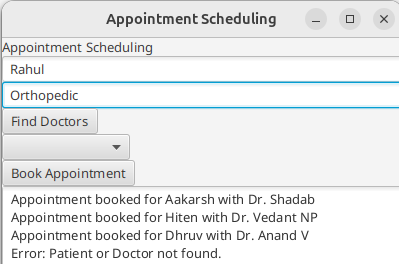 Appointment Scheduling
Appointment Scheduling
Rahul
Orthopedic
Find Doctors
Book Appointment
Appointment booked for Aakarsh with Dr. Shadab
Appointment booked for Hiten with Dr. Vedant NP
Appointment booked for Dhruv with Dr. Anand V
Error: Patient or Doctor not found.